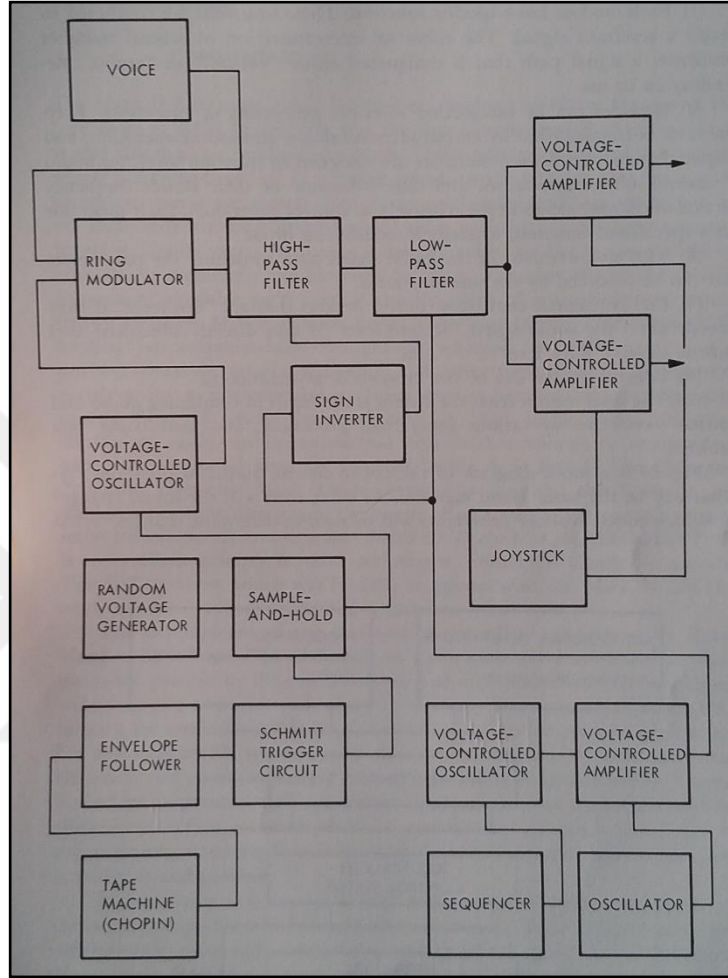 VOICE
VOLTAGE-
CONTROLLED
AMPLIFIER
RING
MODULATOR
HIGH-
PASS
FILTER
LOW-
PASS
FILTER
VOLTAGE-
CONTROLLED
AMPLIFIER
SIGN
INVERTER
VOLTAGE-
CONTROLLED
OSCILLATOR
JOYSTICK
RANDOM
VOLTAGE
GENERATOR
SAMPLE-
AND-HOLD
ENVELOPE
FOLLOWER
SCHMITT
TRIGGER
CIRCUIT
VOLTAGE-
CONTROLLED
OSCILLATOR
VOLTAGE-
CONTROLLED
AMPLIFIER
TAPE
MACHINE
(CHOPIN)
SEQUENCER
OSCILLATOR